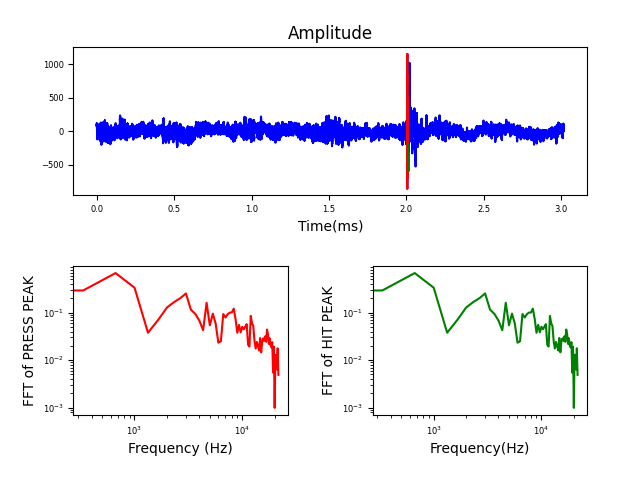 Amplitude
1000
500
0
−500
0.0 0.5 1.0 1.5 2.0 2.5 3.0
Time(ms)
FFT of PRESS PEAK
10⁻¹
10⁻²
10⁻³
10³ 10⁴
Frequency (Hz)
FFT of HIT PEAK
10⁻¹
10⁻²
10⁻³
10³ 10⁴
Frequency(Hz)